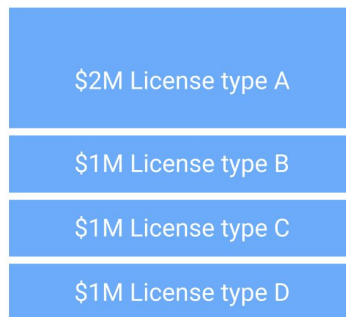 $2M License type A
$1M License type B
$1M License type C
$1M License type D